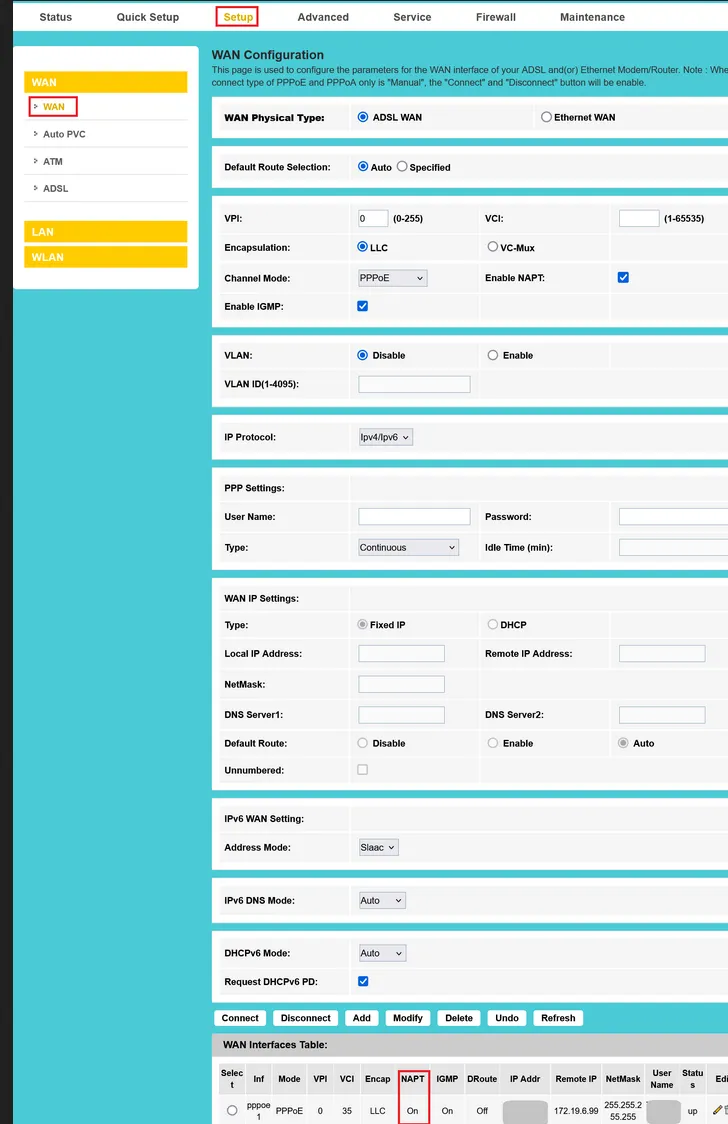 Status Quick Setup Setup Advanced Service Firewall Maintenance
WAN
WAN
Auto PVC
ATM
ADSL
LAN
WLAN
WAN Configuration
This page is used to configure the parameters for the WAN interface of your ADSL and(or) Ethernet Modem/Router. Note : Whe
connect type of PPPoE and PPPoA only is "Manual", the "Connect" and "Disconnect" button will be enable.
WAN Physical Type: ADSL WAN Ethernet WAN
Default Route Selection: Auto Specified
VPI: 0 (0-255) VCI: (1-65535)
Encapsulation: LLC VC-Mux
Channel Mode: PPPoE Enable NAPT:
Enable IGMP:
VLAN: Disable Enable
VLAN ID(1-4095):
IP Protocol: Ipv4/Ipv6
PPP Settings:
User Name: Password:
Type: Continuous Idle Time (min):
WAN IP Settings:
Type: Fixed IP DHCP
Local IP Address: Remote IP Address:
NetMask:
DNS Server1: DNS Server2:
Default Route: Disable Enable Auto
Unnumbered:
IPv6 WAN Setting:
Address Mode: Slaac
IPv6 DNS Mode: Auto
DHCPv6 Mode: Auto
Request DHCPv6 PD:
Connect Disconnect Add Modify Delete Undo Refresh
WAN Interfaces Table:
Selec
t Inf Mode VPI VCI Encap NAPT IGMP DRoute IP Addr Remote IP NetMask User
Name Statu
s Edi
pppoe
1 PPPoE 0 35 LLC On On Off 172.19.6.99 255.255.2
55.255 up